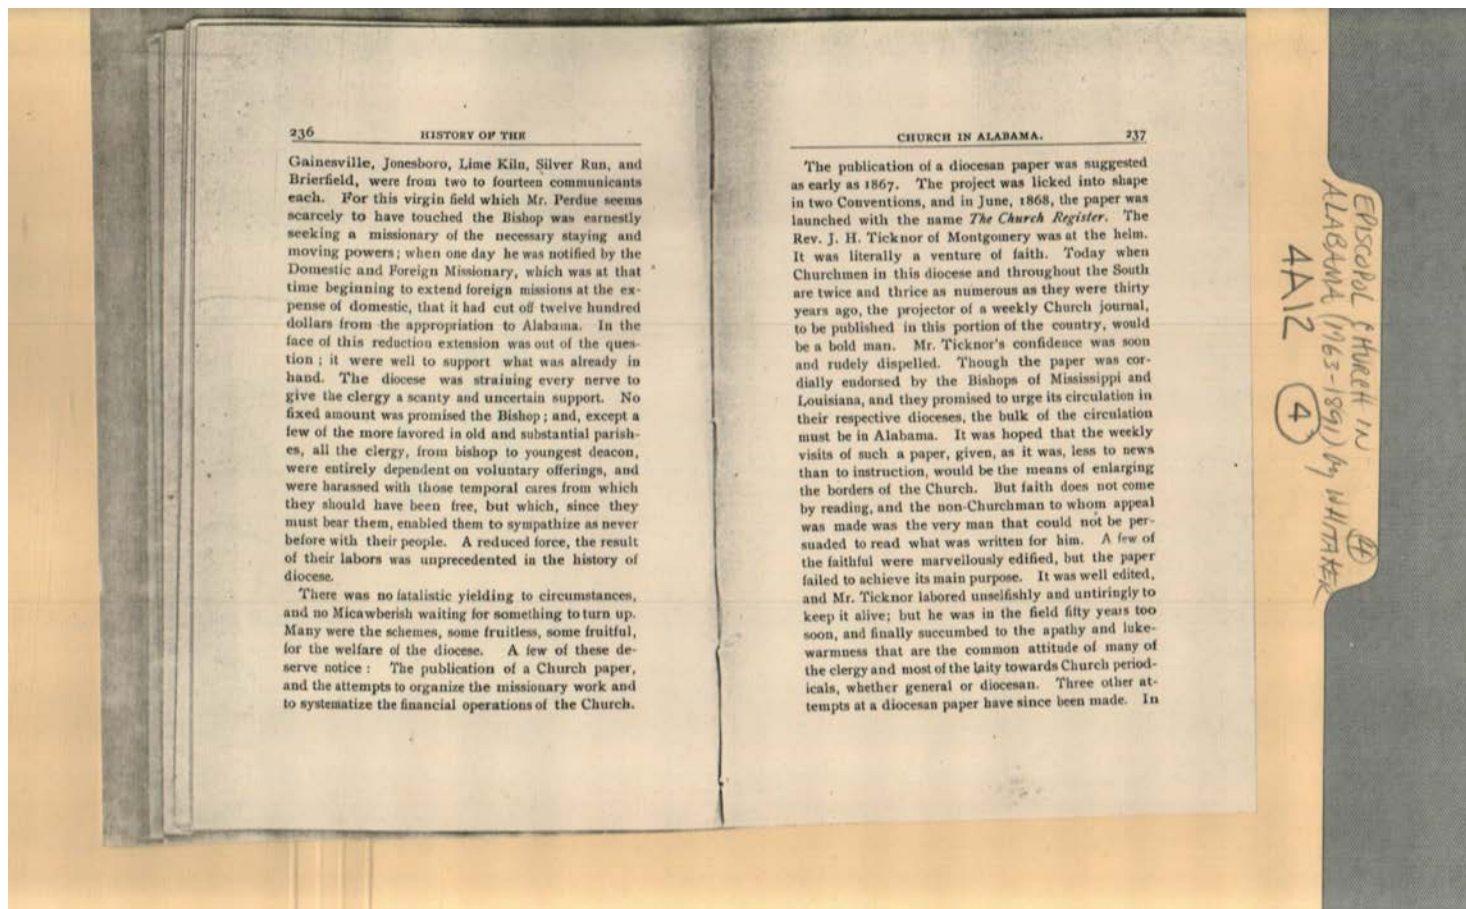 236 HISTORY OF THE
Gainesville, Jonesboro, Lime Kiln, Silver Run, and
Brierfield, were from two to fourteen communicants
each. For this virgin field which Mr. Perdue seems
scarcely to have touched the Bishop was earnestly
seeking a missionary of the necessary staying and
moving powers; when one day he was notified by the
Domestic and Foreign Missionary, which was at that
time beginning to extend foreign missions at the ex-
pense of domestic, that it had cut off twelve hundred
dollars from the appropriation to Alabama. In the
face of this reduction extension was out of the ques-
tion; it were well to support what was already in
hand. The diocese was straining every nerve to
give the clergy a scanty and uncertain support. No
fixed amount was promised the Bishop; and, except a
few of the more favored in old and substantial parish-
es, all the clergy, from bishop to youngest deacon,
were entirely dependent on voluntary offerings, and
were harassed with those temporal cares from which
they should have been free, but which, since they
must bear them, enabled them to sympathize as never
before with their people. A reduced force, the result
of their labors was unprecedented in the history of
diocese.
There was no fatalistic yielding to circumstances,
and no Micawberish waiting for something to turn up.
Many were the schemes, some fruitless, some fruitful,
for the welfare of the diocese. A few of these de-
serve notice: The publication of a Church paper,
and the attempts to organize the missionary work and
to systematize the financial operations of the Church.
CHURCH IN ALABAMA. 237
The publication of a diocesan paper was suggested
as early as 1867. The project was licked into shape
in two Conventions, and in June, 1868, the paper was
launched with the name The Church Register. The
Rev. J. H. Ticknor of Montgomery was at the helm.
It was literally a venture of faith. Today when
Churchmen in this diocese and throughout the South
are twice and thrice as numerous as they were thirty
years ago, the projector of a weekly Church journal,
to be published in this portion of the country, would
be a bold man. Mr. Ticknor's confidence was soon
and rudely dispelled. Though the paper was cor-
dially endorsed by the Bishops of Mississippi and
Louisiana, and they promised to urge its circulation in
their respective dioceses, the bulk of the circulation
must be in Alabama. It was hoped that the weekly
visits of such a paper, given, as it was, less to news
than to instruction, would be the means of enlarging
the borders of the Church. But faith does not come
by reading, and the non-Churchman to whom appeal
was made was the very man that could not be per-
suaded to read what was written for him. A few of
the faithful were marvellously edified, but the paper
failed to achieve its main purpose. It was well edited,
and Mr. Ticknor labored unselfishly and untiringly to
keep it alive; but he was in the field fifty years too
soon, and finally succumbed to the apathy and luke-
warmness that are the common attitude of many of
the clergy and most of the laity towards Church period-
icals, whether general or diocesan. Three other at-
tempts at a diocesan paper have since been made. In
EPISCOPOL CHURCH IN
ALABAMA (1763-1891) by WHITAKER
4A12 4